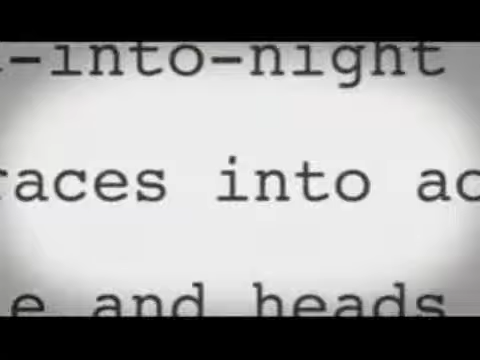 -into-night
races into ac
e and heads